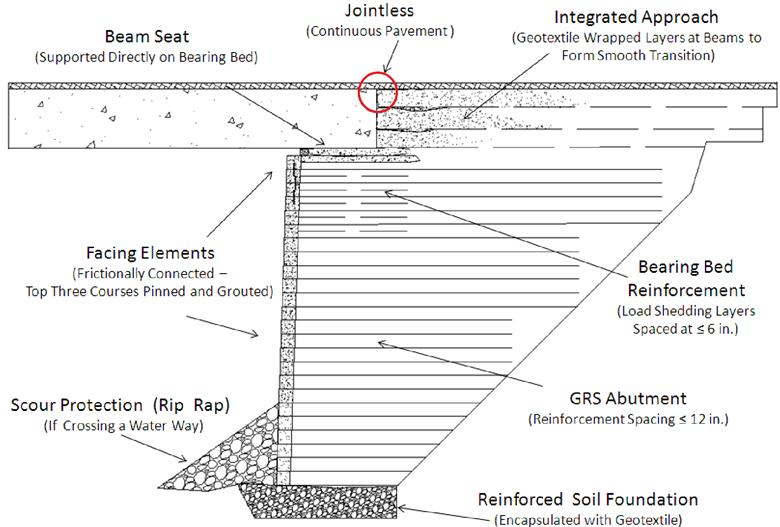 Jointless
(Continuous Pavement )
Beam Seat
(Supported Directly on Bearing Bed)
Integrated Approach
(Geotextile Wrapped Layers at Beams to
Form Smooth Transition)
Facing Elements
(Frictionally Connected –
Top Three Courses Pinned and Grouted)
Bearing Bed
Reinforcement
(Load Shedding Layers
Spaced at ≤ 6 in.)
GRS Abutment
(Reinforcement Spacing ≤ 12 in.)
Scour Protection (Rip Rap)
(If Crossing a Water Way)
Reinforced Soil Foundation
(Encapsulated with Geotextile)